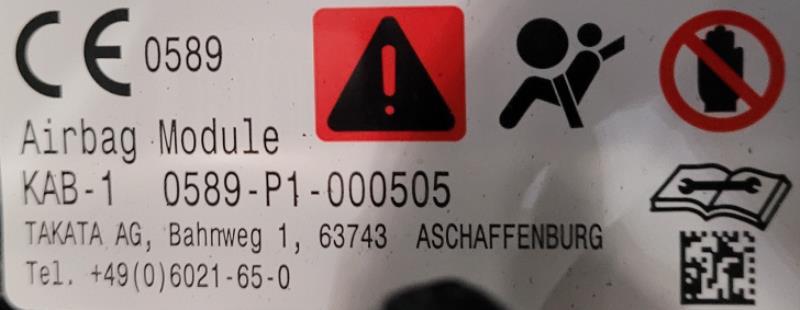 CE 0589
Airbag Module
KAB-1 0589-P1-000505
TAKATA AG, Bahnweg 1, 63743 ASCHAFFENBURG
Tel. +49(0)6021-65-0